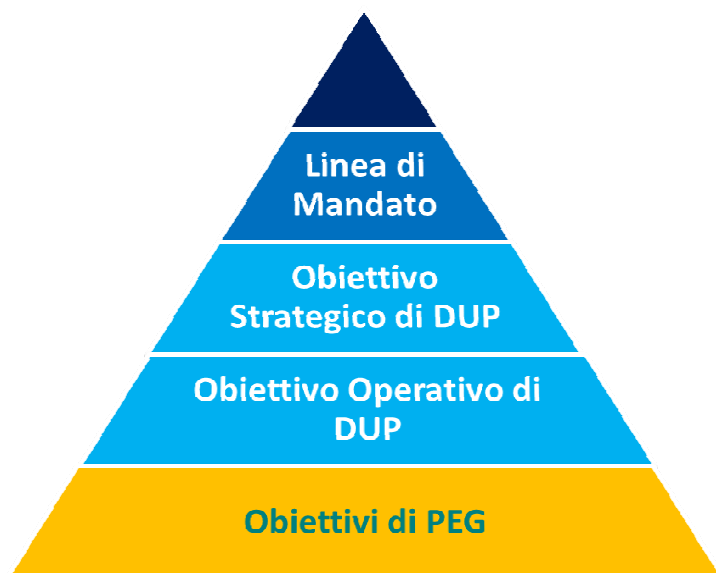 Linea di
Mandato
Obiettivo
Strategico di DUP
Obiettivo Operativo di
DUP
Obiettivi di PEG